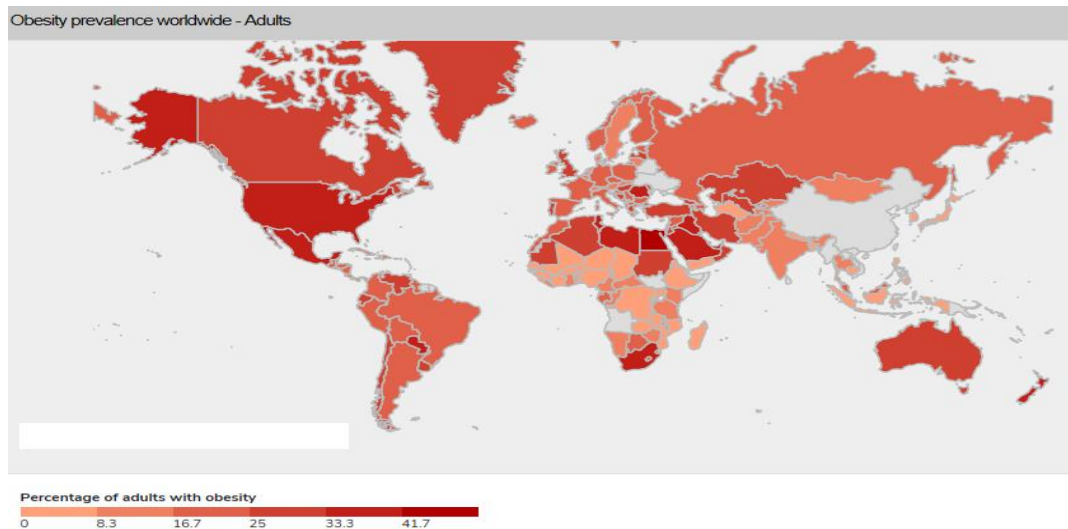 Obesity prevalence worldwide - Adults
Percentage of adults with obesity
0 8.3 16.7 25 33.3 41.7